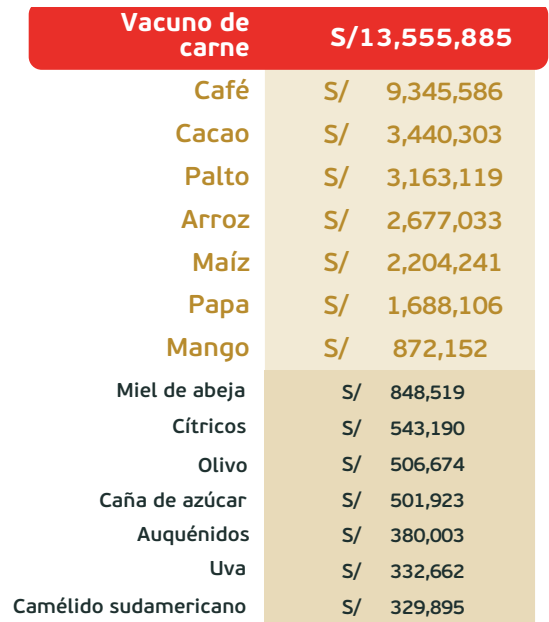 Vacuno de
carne S/13,555,885
Café S/ 9,345,586
Cacao S/ 3,440,303
Palto S/ 3,163,119
Arroz S/ 2,677,033
Maíz S/ 2,204,241
Papa S/ 1,688,106
Mango S/ 872,152
Miel de abeja S/ 848,519
Cítricos S/ 543,190
Olivo S/ 506,674
Caña de azúcar S/ 501,923
Auquénidos S/ 380,003
Uva S/ 332,662
Camélido sudamericano S/ 329,895